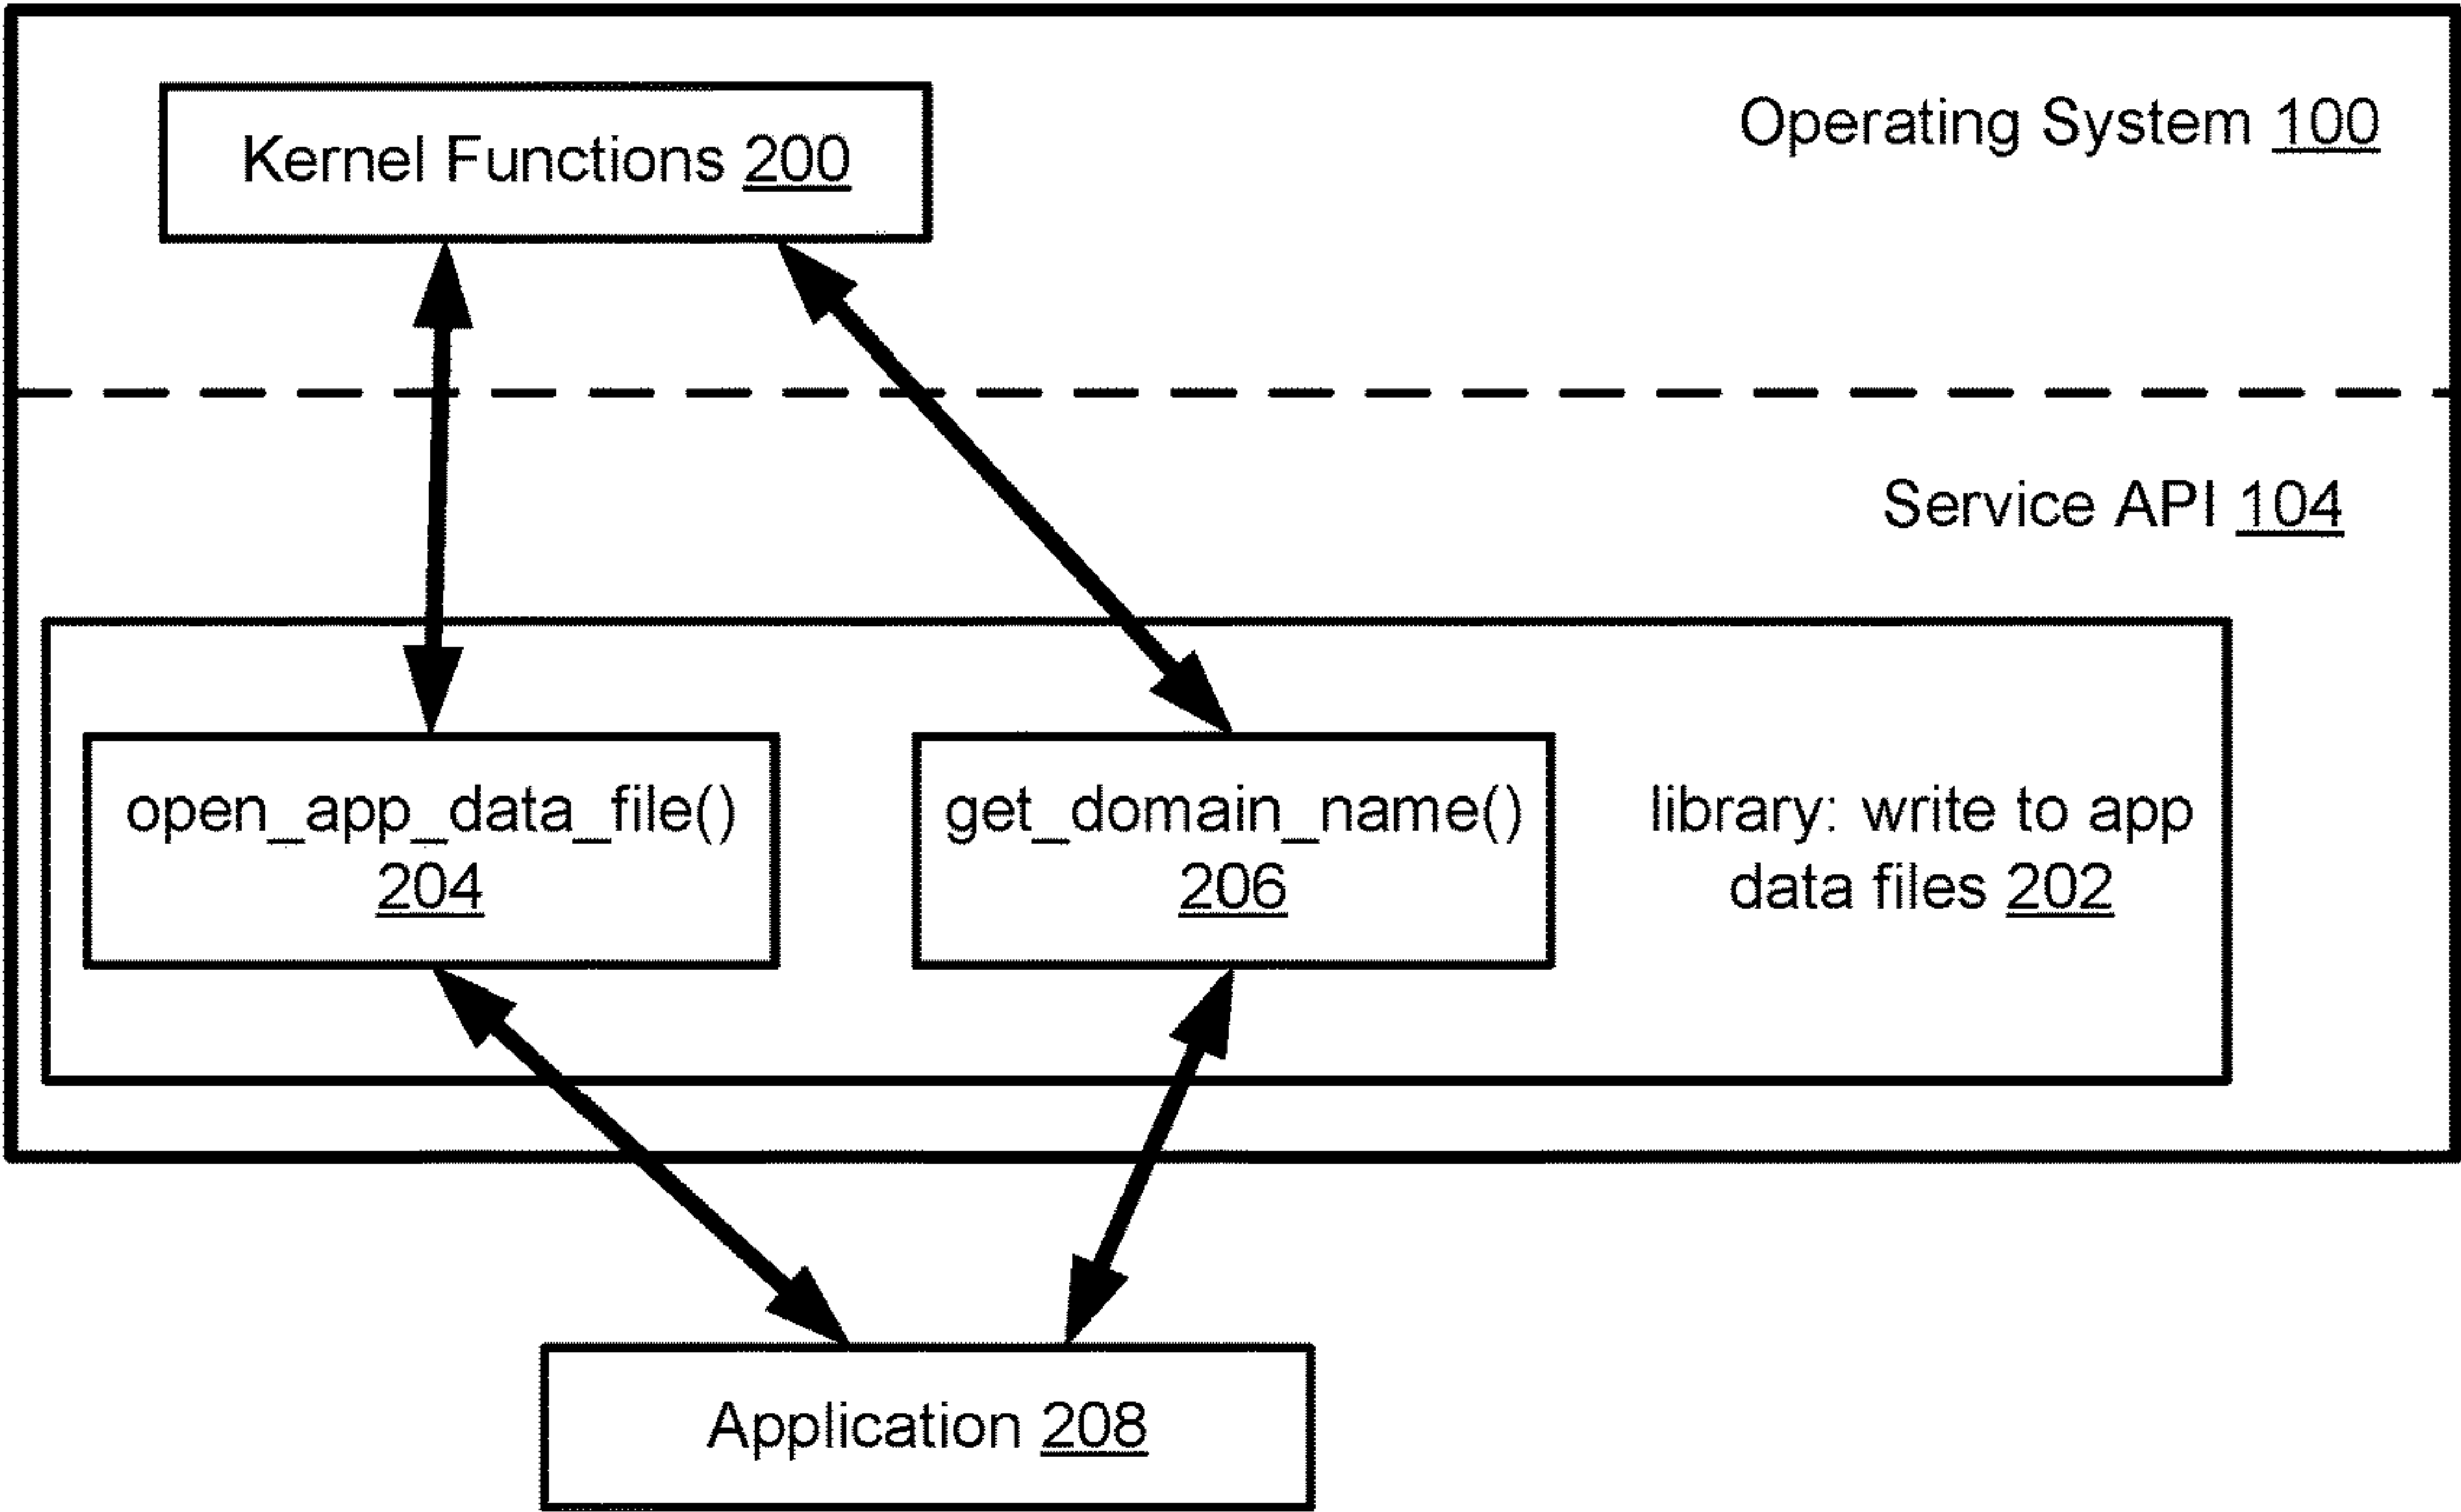 Operating System 100
Kernel Functions 200
Service API 104
open_app_data_file()
204
get_domain_name()
206
library: write to app
data files 202
Application 208